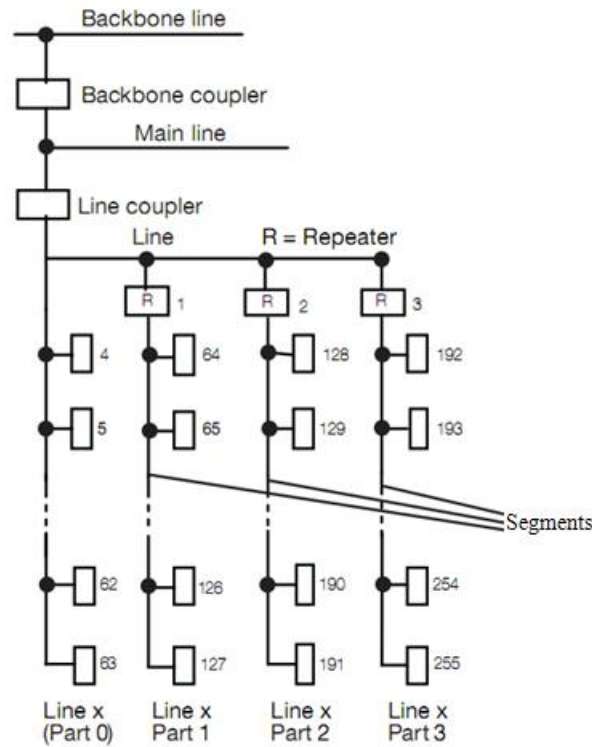 Backbone line
Backbone coupler
Main line
Line coupler
Line R = Repeater
R 1 R 2 R 3
4 64 128 192
5 65 129 193
Segments
62 126 190 254
63 127 191 255
Line x Line x Line x Line x
(Part 0) Part 1 Part 2 Part 3